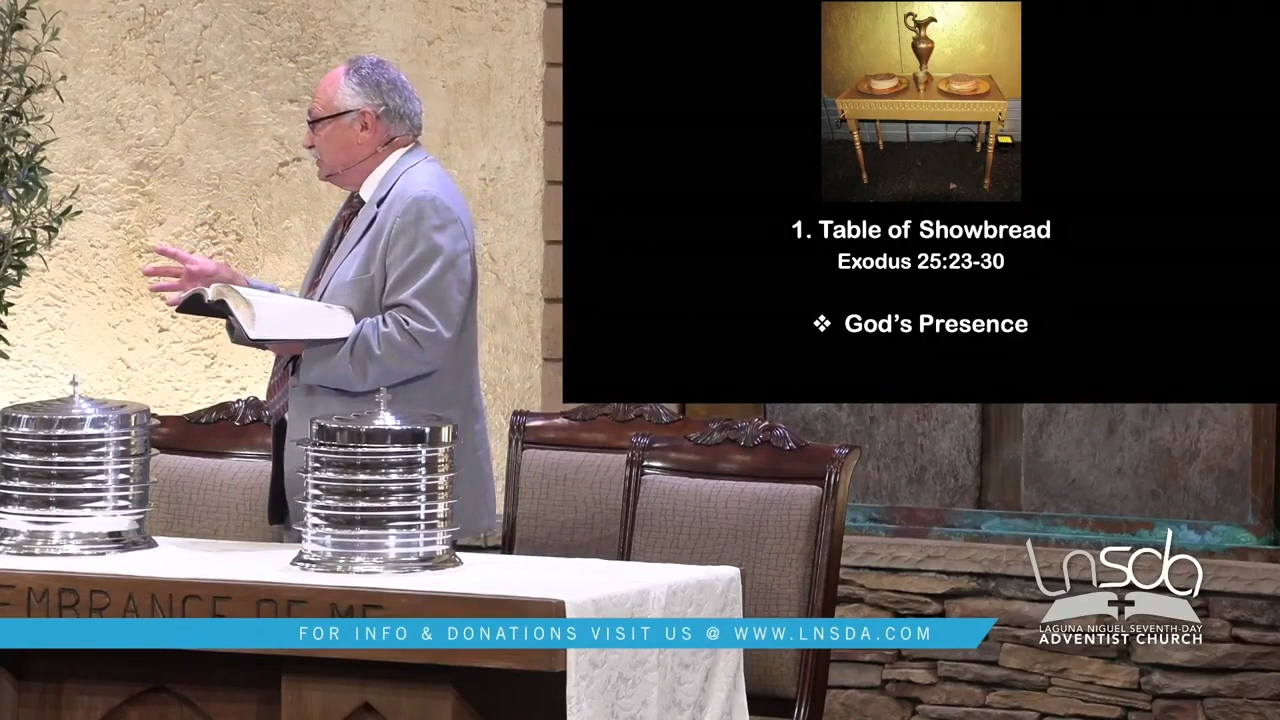 1. Table of Showbread
Exodus 25:23-30
❖ God's Presence
EMBRANCE OF ME
FOR INFO & DONATIONS VISIT US @ WWW.LNSDA.COM
LNSDA
LAGUNA NIGUEL SEVENTH-DAY
ADVENTIST CHURCH